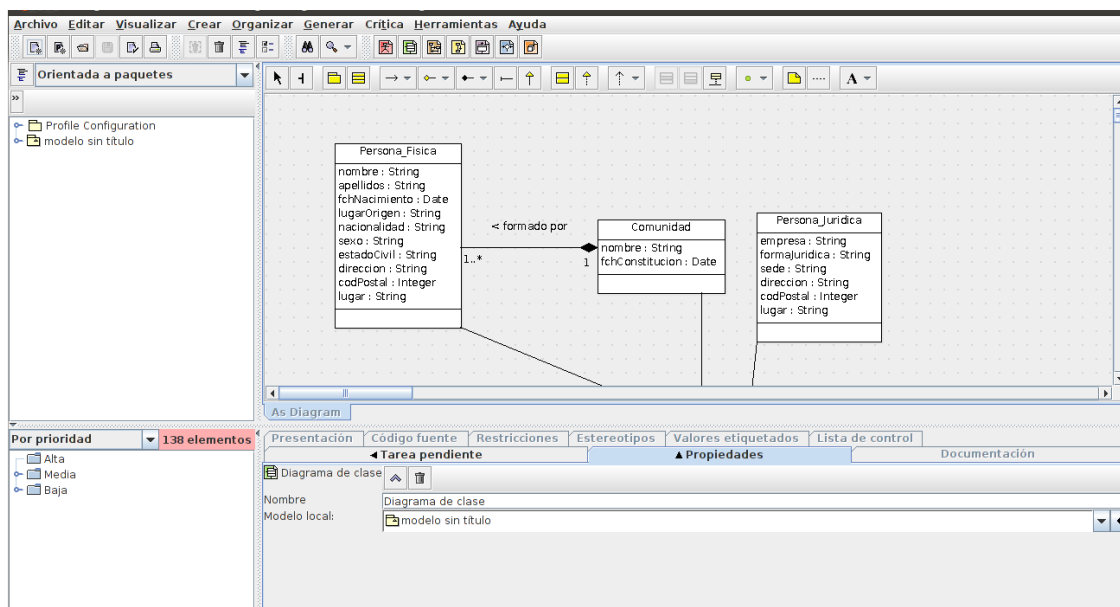 Archivo Editar Visualizar Crear Organizar Generar Crítica Herramientas Ayuda
Orientada a paquetes
A
»
Profile Configuration
modelo sin título
Persona_Fisica
nombre : String
apellidos : String
fchNacimiento : Date
lugarOrigen : String
nacionalidad : String
sexo : String
estadoCivil : String
direccion : String
codPostal : Integer
lugar : String
< formado por
1..*
1
Comunidad
nombre : String
fchConstitucion : Date
Persona_Juridica
empresa : String
formaJuridica : String
sede : String
direccion : String
codPostal : Integer
lugar : String
As Diagram
Por prioridad
138 elementos
Alta
Media
Baja
Presentación Código fuente Restricciones Estereotipos Valores etiquetados Lista de control
Tarea pendiente Propiedades Documentación
Diagrama de clase
Nombre Diagrama de clase
Modelo local: modelo sin título